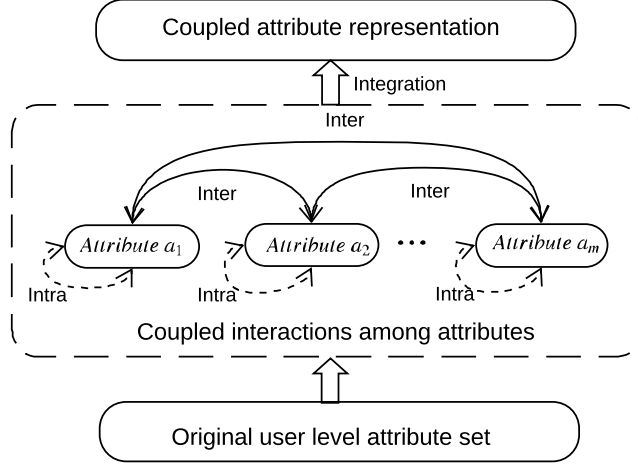 Coupled attribute representation
Integration
Inter
Inter Inter
Attribute a₁ Attribute a₂ ••• Attribute aₘ
Intra Intra Intra
Coupled interactions among attributes
Original user level attribute set